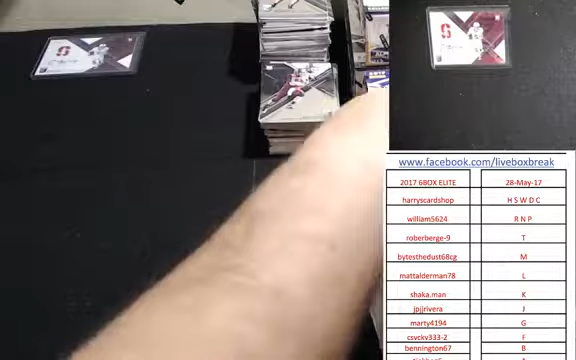 www.facebook.com/liveboxbreak
2017 6BOX ELITE 28-May-17
harryscardshop H S W D C
william5624 R N P
roberberge-9 T
bytesthedust68cg M
mattalderman78 L
shaka.man K
jpjjrivera J
marty4194 G
csvckv333-2 F
bennington67 B